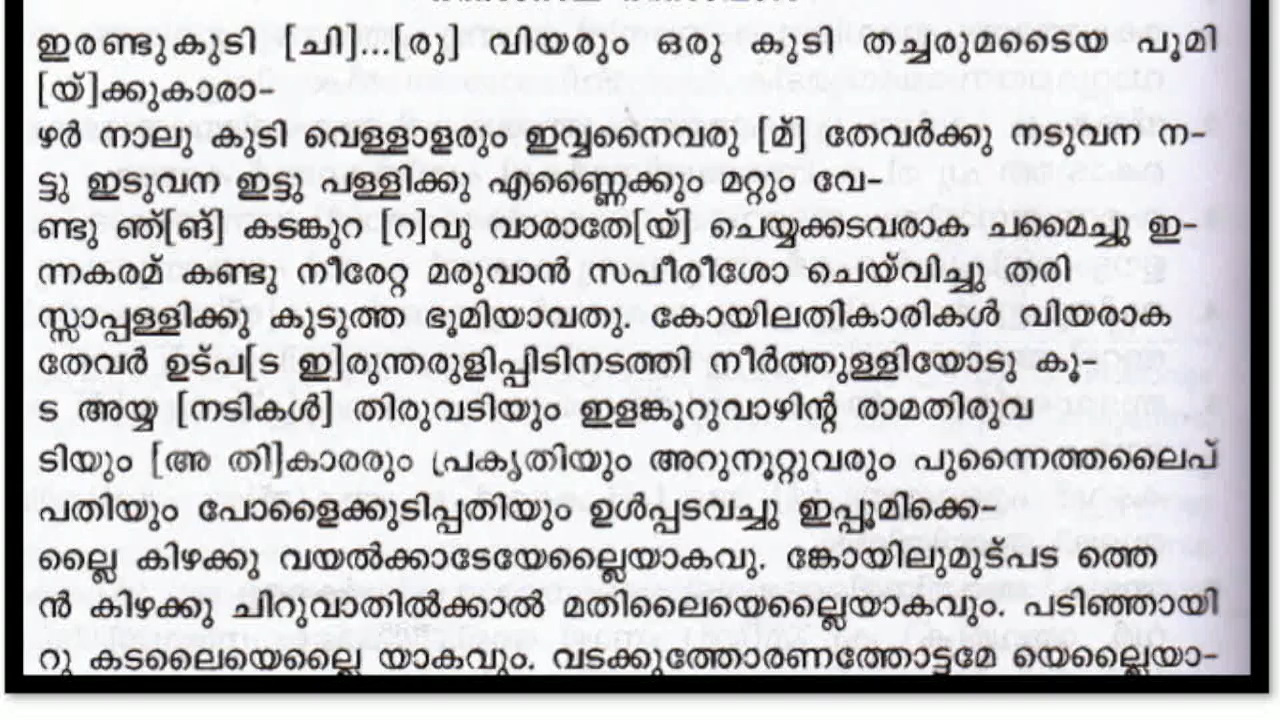 ഇരണ്ടുകുടി [ചി]...[രു] വിയരും ഒരു കുടി തച്ചരുമടൈയ പൂമി
[യ്]ക്കുകാരാ-
ഴർ നാലു കുടി വെള്ളാളരും ഇവ്വനൈവരു [മ്] തേവർക്കു നടുവന ന-
ട്ടു ഇടുവന ഇട്ടു പള്ളിക്കു എണ്ണൈക്കും മറ്റും വേ-
ണ്ടു ഞ്[ങ്] കടങ്കുറ [റ]വു വാരാതേ[യ്] ചെയ്യക്കടവരാക ചമൈച്ചു ഇ-
ന്നകരമ് കണ്ടു നീരേറ്റ മരുവാൻ സപീരീശോ ചെയ്‌വിച്ചു തരി
സ്സാപ്പള്ളിക്കു കുടുത്ത ഭൂമിയാവതു. കോയിലതികാരികൾ വിയരാക
തേവർ ഉട്പ[ട ഇ]രുന്തരുളിപ്പിടിനടത്തി നീർത്തുള്ളിയോടു കൂ-
ട അയ്യ [നടികൾ] തിരുവടിയും ഇളങ്കൂറുവാഴിന്റ രാമതിരുവ
ടിയും [അ തി]കാരരും പ്രകൃതിയും അറുനൂറ്റുവരും പുന്നൈത്തലൈപ്
പതിയും പോളൈക്കുടിപ്പതിയും ഉൾപ്പടവച്ചു ഇപ്പൂമിക്കെ-
ല്ലൈ കിഴക്കു വയൽക്കാടേയേല്ലൈയാകവു. ങ്കോയിലുമുട്പട ത്തെ
ൻ കിഴക്കു ചിറുവാതിൽക്കാൽ മതിലൈയെല്ലൈയാകവും. പടിഞ്ഞായി
റു കടലൈയെല്ലൈ യാകവും. വടക്കുത്തോരണത്തോട്ടമേ യെല്ലൈയാ-